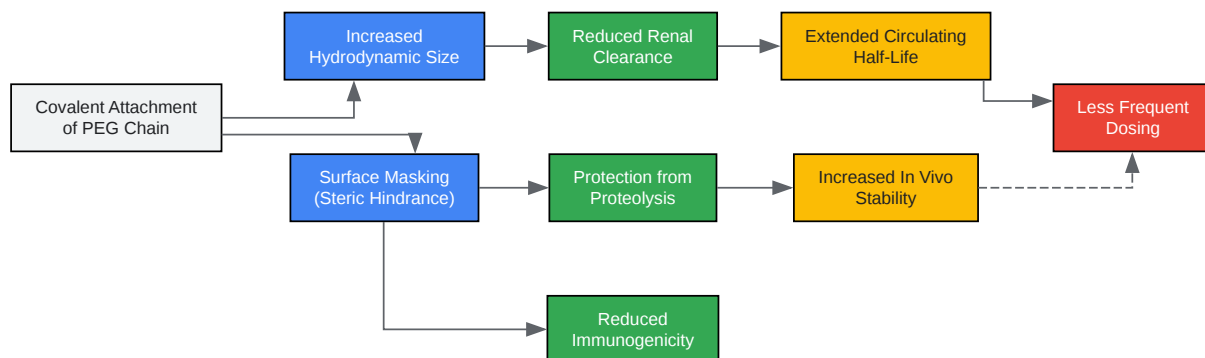 Increased
Hydrodynamic Size
Reduced Renal
Clearance
Extended Circulating
Half-Life
Covalent Attachment
of PEG Chain
Less Frequent
Dosing
Surface Masking
(Steric Hindrance)
Protection from
Proteolysis
Increased In Vivo
Stability
Reduced
Immunogenicity